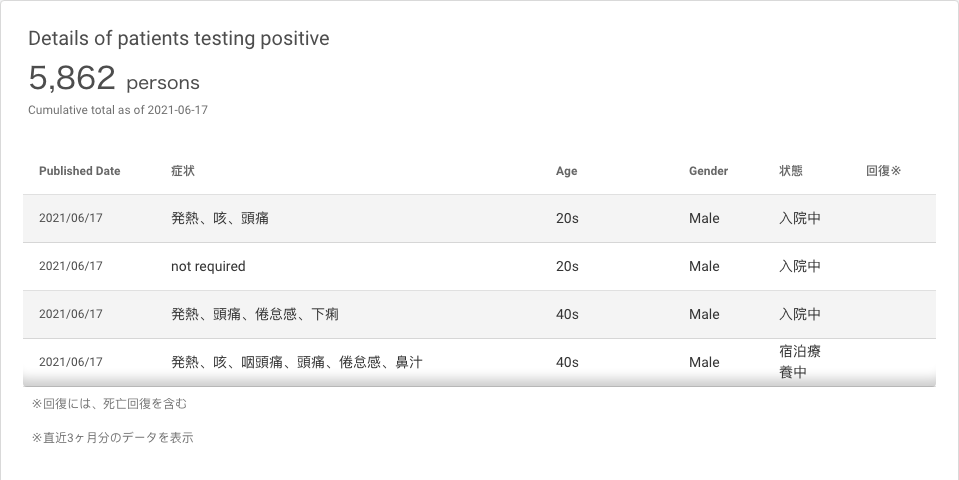 Details of patients testing positive
5,862 persons
Cumulative total as of 2021-06-17
Published Date 症状 Age Gender 状態 回復※
2021/06/17 発熱、咳、頭痛 20s Male 入院中
2021/06/17 not required 20s Male 入院中
2021/06/17 発熱、頭痛、倦怠感、下痢 40s Male 入院中
2021/06/17 発熱、咳、咽頭痛、頭痛、倦怠感、鼻汁 40s Male 宿泊療
養中
※回復には、死亡回復を含む
※直近3ヶ月分のデータを表示